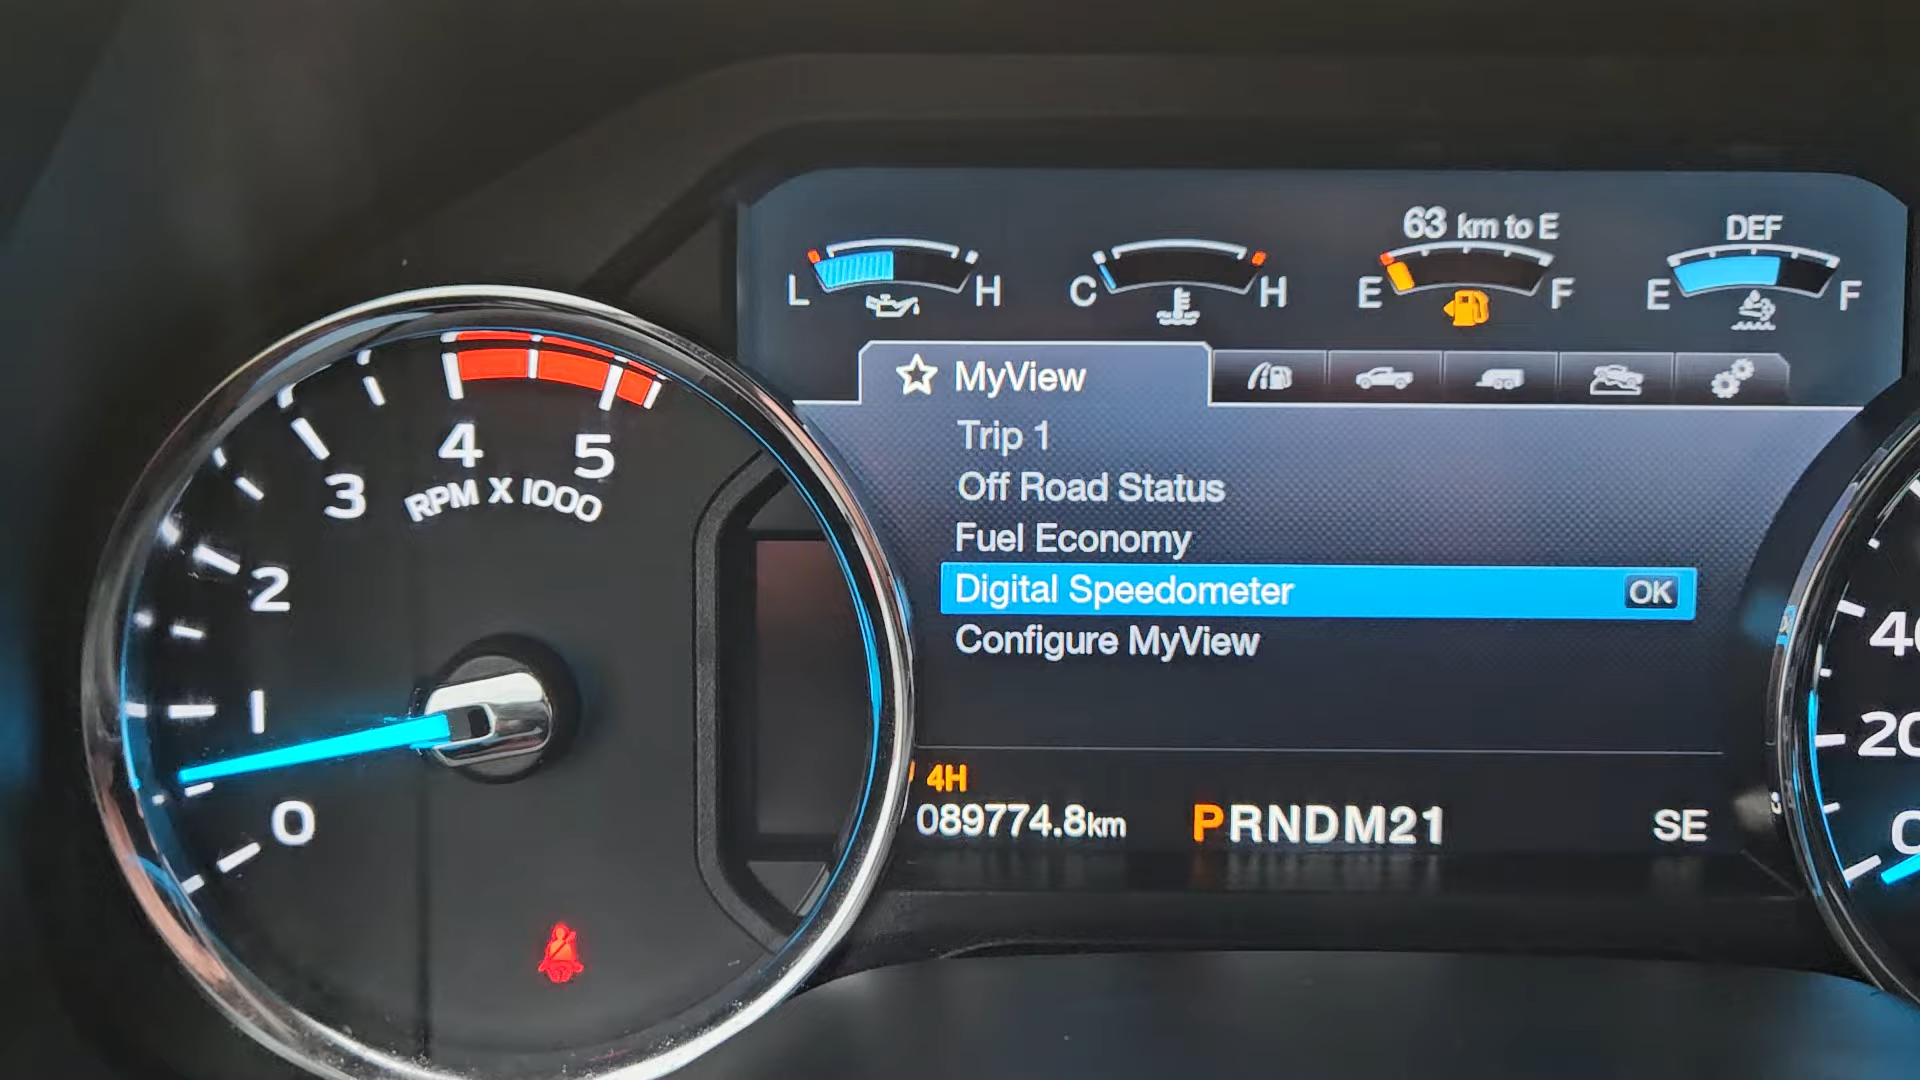 63 km to E
DEF
L H
C H
E F
E F
MyView
Trip 1
Off Road Status
Fuel Economy
Digital Speedometer OK
Configure MyView
4H
089774.8km
PRNDM21
SE
4
5
3
RPM X 1000
2
1
0
20
0